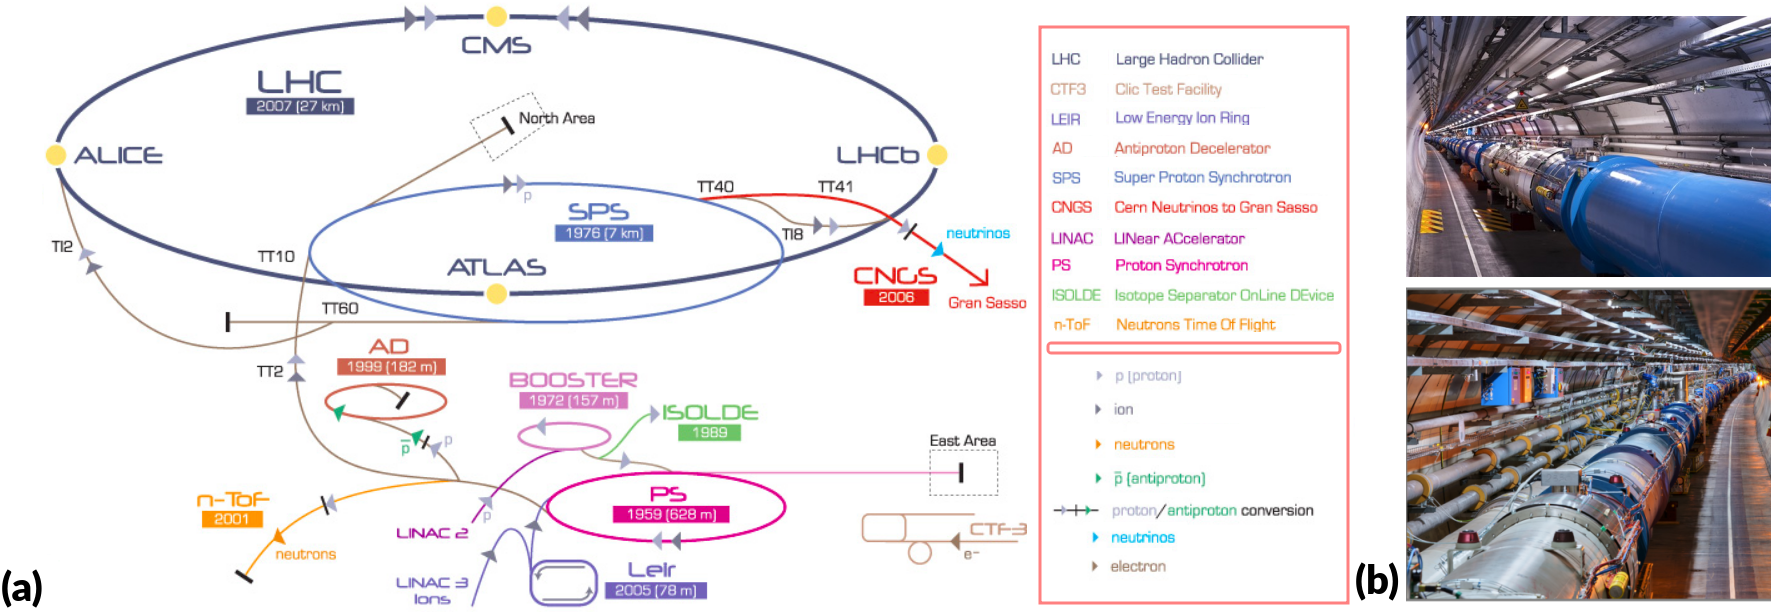 CMS
LHC
2007 (27 km)
North Area
ALICE
LHCb
TT40
TT41
p
SPS
1976 (7 km)
TI2
TI8
neutrinos
TT10
ATLAS
CNGS
2006
Gran Sasso
TT60
AD
1999 (182 m)
TT2
BOOSTER
1972 (157 m)
ISOLDE
1989
p
p̅
East Area
n-ToF
2001
LINAC 2
p
PS
1959 (628 m)
neutrons
CTF-3
e-
LINAC 3
Ions
Leir
2005 (78 m)
(a)
LHC Large Hadron Collider
CTF3 Clic Test Facility
LEIR Low Energy Ion Ring
AD Antiproton Decelerator
SPS Super Proton Synchrotron
CNGS Cern Neutrinos to Gran Sasso
LINAC LINear ACcelerator
PS Proton Synchrotron
ISOLDE Isotope Separator OnLine DEvice
n-ToF Neutrons Time Of Flight
p (proton)
ion
neutrons
p̅ (antiproton)
proton/antiproton conversion
neutrinos
electron
(b)